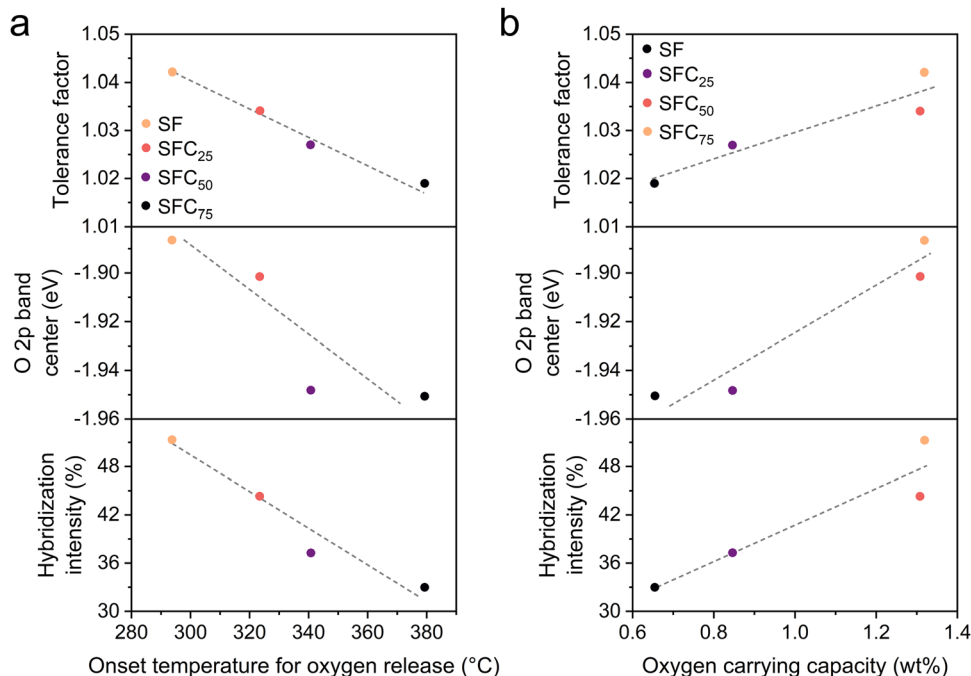 a
1.05
1.04
1.03
1.02
1.01
Tolerance factor
SF
SFC₂₅
SFC₅₀
SFC₇₅
-1.90
-1.92
-1.94
-1.96
O 2p band
center (eV)
48
42
36
30
Hybridization
intensity (%)
280
300
320
340
360
380
Onset temperature for oxygen release (°C)
b
1.05
1.04
1.03
1.02
1.01
Tolerance factor
SF
SFC₂₅
SFC₅₀
SFC₇₅
-1.90
-1.92
-1.94
-1.96
O 2p band
center (eV)
48
42
36
30
Hybridization
intensity (%)
0.6
0.8
1.0
1.2
1.4
Oxygen carrying capacity (wt%)